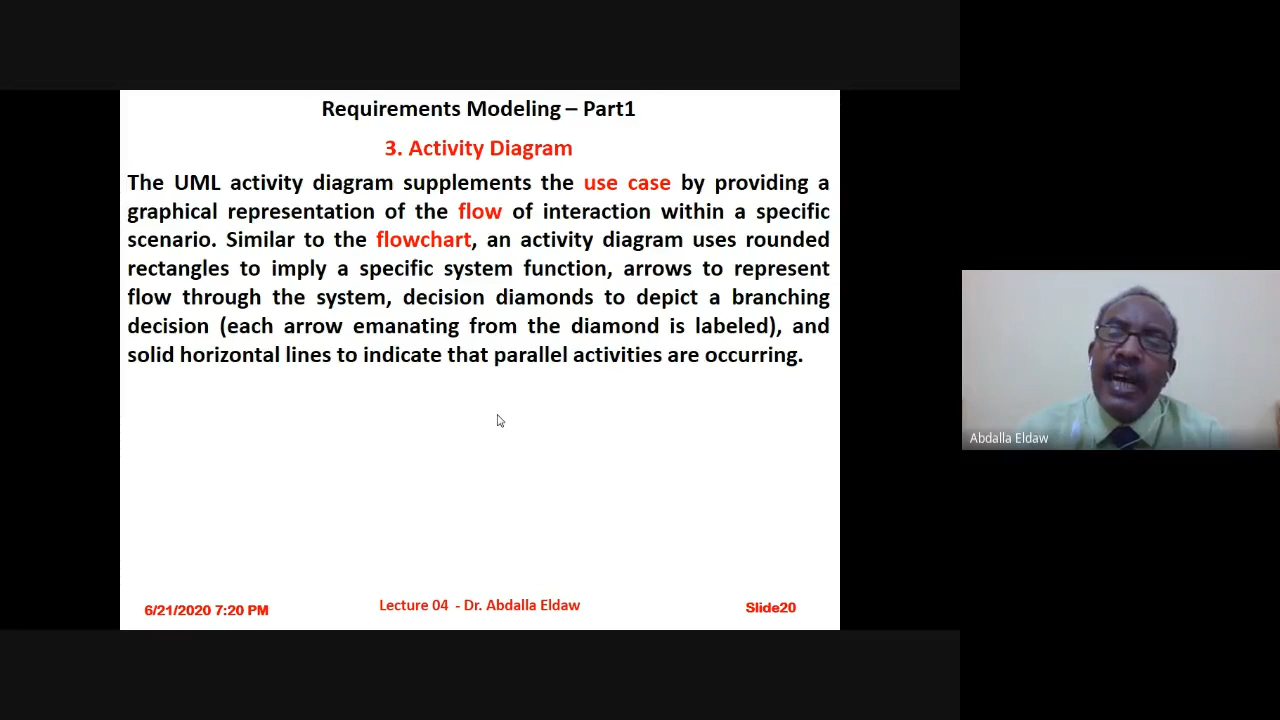 Requirements Modeling – Part1
3. Activity Diagram
The UML activity diagram supplements the use case by providing a
graphical representation of the flow of interaction within a specific
scenario. Similar to the flowchart, an activity diagram uses rounded
rectangles to imply a specific system function, arrows to represent
flow through the system, decision diamonds to depict a branching
decision (each arrow emanating from the diamond is labeled), and
solid horizontal lines to indicate that parallel activities are occurring.
6/21/2020 7:20 PM
Lecture 04 - Dr. Abdalla Eldaw
Slide20
Abdalla Eldaw